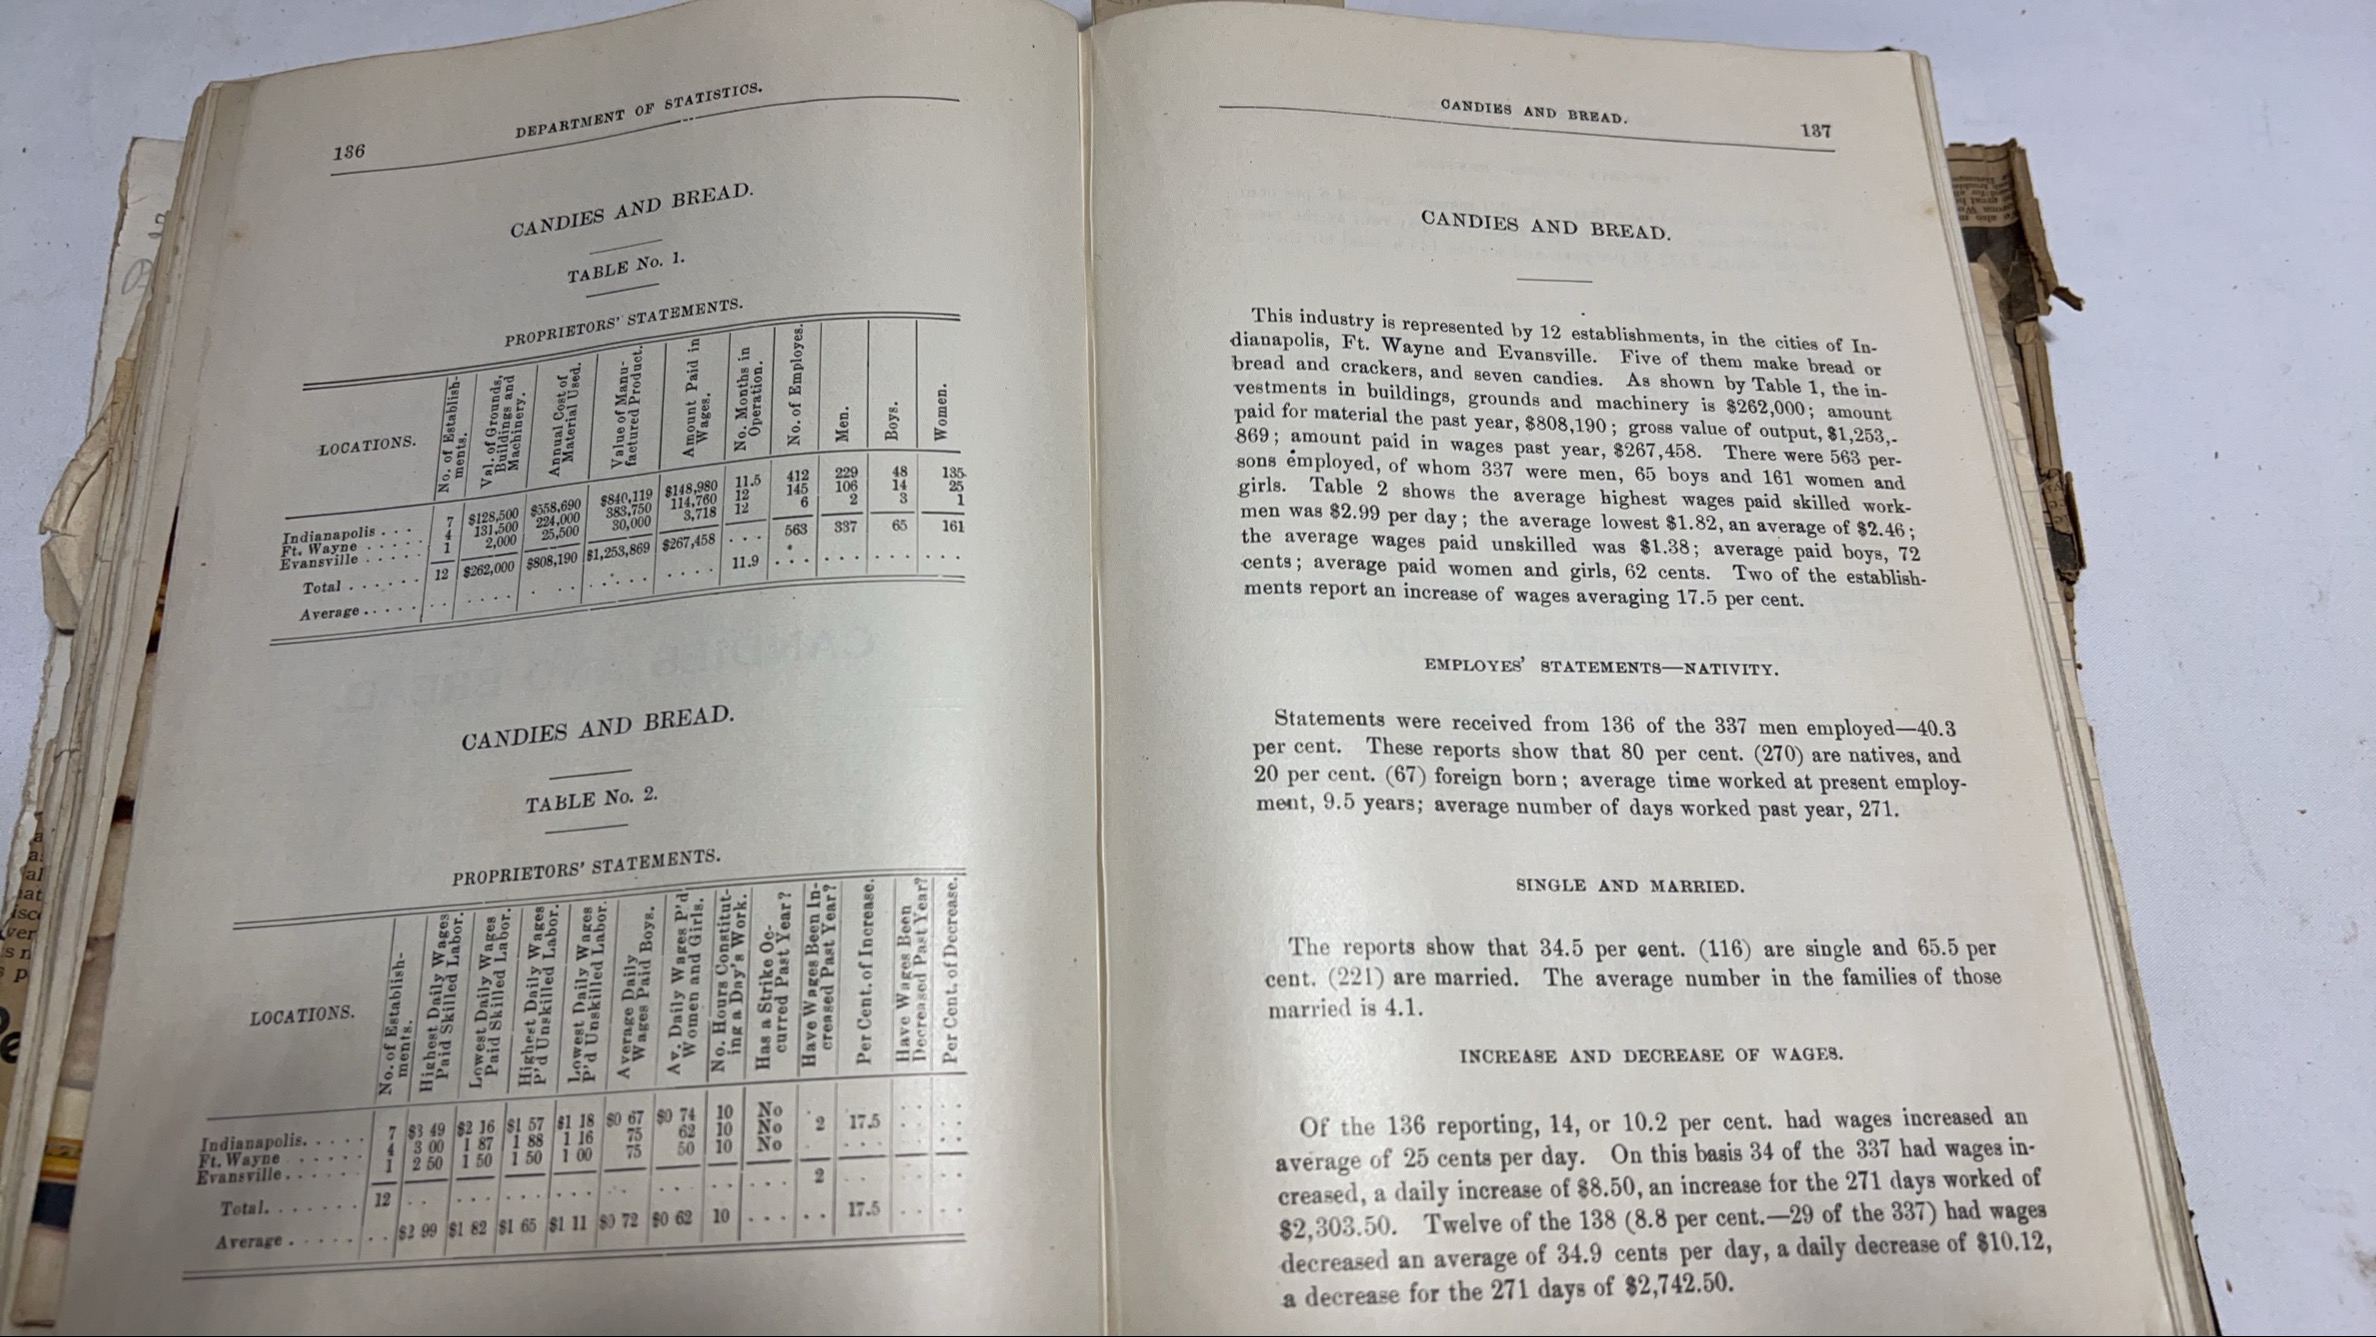 136
DEPARTMENT OF STATISTICS.
CANDIES AND BREAD.
TABLE No. 1.
PROPRIETORS' STATEMENTS.
LOCATIONS. No. of Establish-ments. Val. of Grounds, Buildings and Machinery. Annual Cost of Material Used. Value of Manu-factured Product. Amount Paid in Wages. No. Months in Operation. No. of Employes. Men. Boys. Women.
Indianapolis . . . 7 $128,500 $558,690 $840,119 $148,980 11.5 412 229 48 135
Ft. Wayne . . . . . 4 131,500 224,000 383,750 114,760 12 145 106 14 25
Evansville . . . . . 1 2,000 25,500 30,000 3,718 12 6 2 3 1
Total . . . . . . 12 $262,000 $808,190 $1,253,869 $267,458 . . . 563 337 65 161
Average . . . . . . . . . . . . . . . . . . . . . . 11.9 . . . . . . . . . . . .
CANDIES AND BREAD.
TABLE No. 2.
PROPRIETORS' STATEMENTS.
LOCATIONS. No. of Establish-ments. Highest Daily Wages Paid Skilled Labor. Lowest Daily Wages Paid Skilled Labor. Highest Daily Wages P'd Unskilled Labor. Lowest Daily Wages P'd Unskilled Labor. Average Daily Wages Paid Boys. Av. Daily Wages P'd Women and Girls. No. Hours Constitut-ing a Day's Work. Has a Strike Oc-curred Past Year? Have Wages Been In-creased Past Year? Per Cent. of Increase. Have Wages Been Decreased Past Year? Per Cent. of Decrease.
Indianapolis. . . . . 7 $3 49 $2 16 $1 57 $1 18 $0 67 $0 74 10 No 2 17.5 . . . .
Ft. Wayne . . . . . . 4 3 00 1 87 1 88 1 16 75 62 10 No . . . . . . . .
Evansville . . . . . . 1 2 50 1 50 1 50 1 00 75 50 10 No . . . .
Total. . . . . . . . 12 . . . . . . . . . . . . . . . . . . . . . 2 . . . . . .
Average . . . . . . . $2 99 $1 82 $1 65 $1 11 $0 72 $0 62 10 . . . . . 17.5 . . . .
CANDIES AND BREAD.
137
CANDIES AND BREAD.
This industry is represented by 12 establishments, in the cities of In-
dianapolis, Ft. Wayne and Evansville. Five of them make bread or
bread and crackers, and seven candies. As shown by Table 1, the in-
vestments in buildings, grounds and machinery is $262,000; amount
paid for material the past year, $808,190; gross value of output, $1,253,-
869; amount paid in wages past year, $267,458. There were 563 per-
sons employed, of whom 337 were men, 65 boys and 161 women and
girls. Table 2 shows the average highest wages paid skilled work-
men was $2.99 per day; the average lowest $1.82, an average of $2.46;
the average wages paid unskilled was $1.38; average paid boys, 72
cents; average paid women and girls, 62 cents. Two of the establish-
ments report an increase of wages averaging 17.5 per cent.
EMPLOYES' STATEMENTS—NATIVITY.
Statements were received from 136 of the 337 men employed—40.3
per cent. These reports show that 80 per cent. (270) are natives, and
20 per cent. (67) foreign born; average time worked at present employ-
ment, 9.5 years; average number of days worked past year, 271.
SINGLE AND MARRIED.
The reports show that 34.5 per cent. (116) are single and 65.5 per
cent. (221) are married. The average number in the families of those
married is 4.1.
INCREASE AND DECREASE OF WAGES.
Of the 136 reporting, 14, or 10.2 per cent. had wages increased an
average of 25 cents per day. On this basis 34 of the 337 had wages in-
creased, a daily increase of $8.50, an increase for the 271 days worked of
$2,303.50. Twelve of the 138 (8.8 per cent.—29 of the 337) had wages
decreased an average of 34.9 cents per day, a daily decrease of $10.12,
a decrease for the 271 days of $2,742.50.